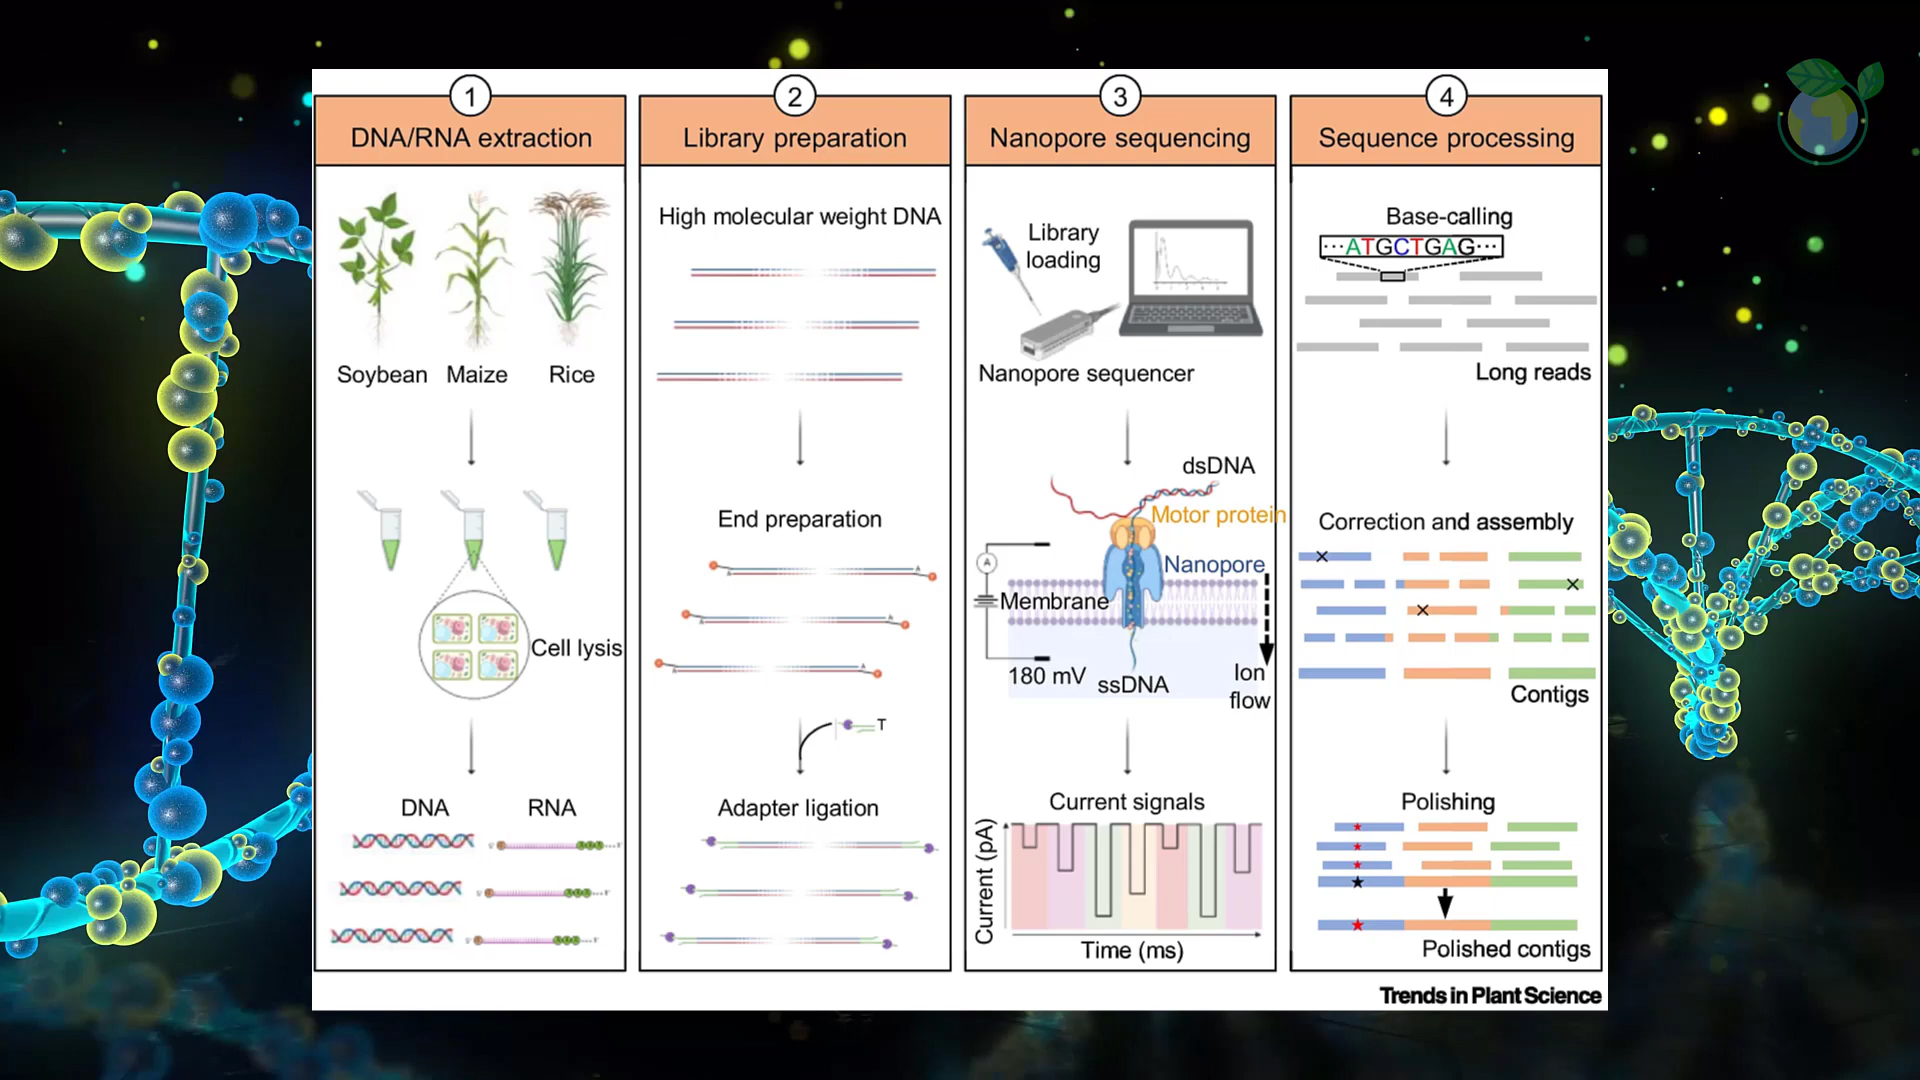 1
DNA/RNA extraction
Soybean Maize Rice
Cell lysis
DNA RNA
2
Library preparation
High molecular weight DNA
End preparation
A A
A A
A A
T
Adapter ligation
3
Nanopore sequencing
Library
loading
Nanopore sequencer
dsDNA
Motor protein
Nanopore
A
Membrane
180 mV
ssDNA
Ion
flow
Current signals
Current (pA)
Time (ms)
4
Sequence processing
Base-calling
···ATGCTGAG···
Long reads
Correction and assembly
Contigs
Polishing
Polished contigs
Trends in Plant Science